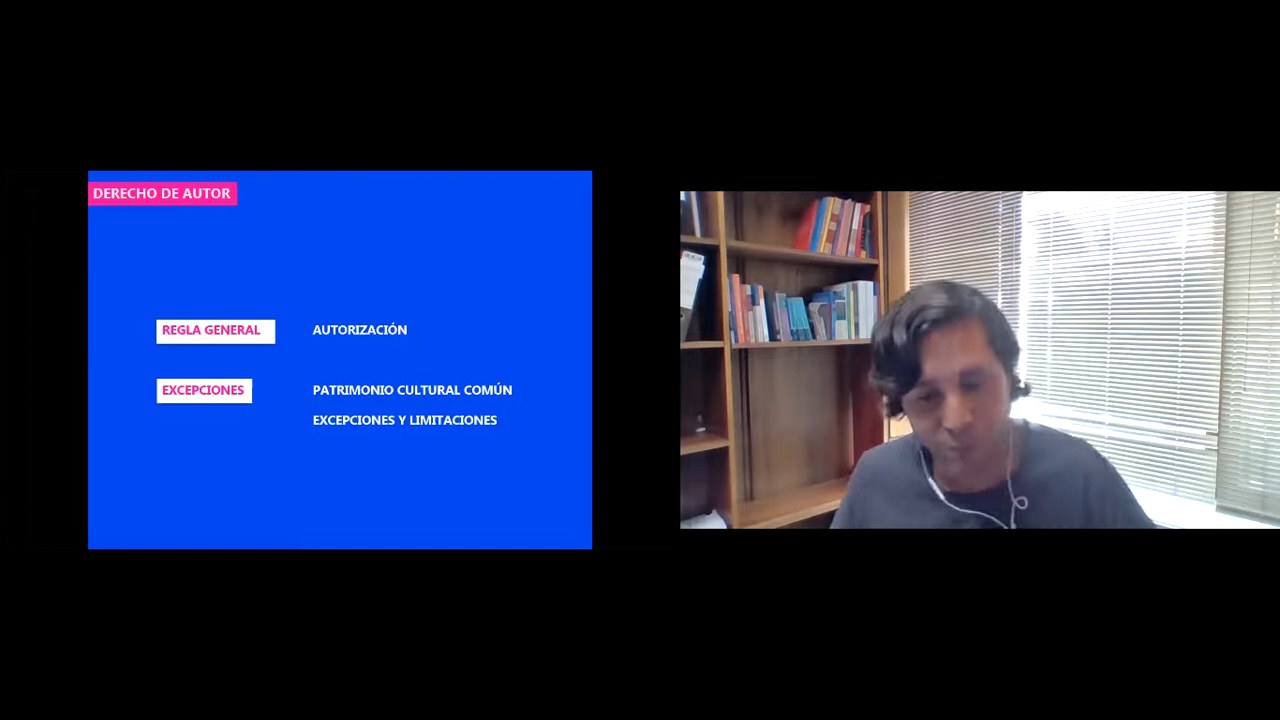 DERECHO DE AUTOR
REGLA GENERAL AUTORIZACIÓN
EXCEPCIONES PATRIMONIO CULTURAL COMÚN
EXCEPCIONES Y LIMITACIONES